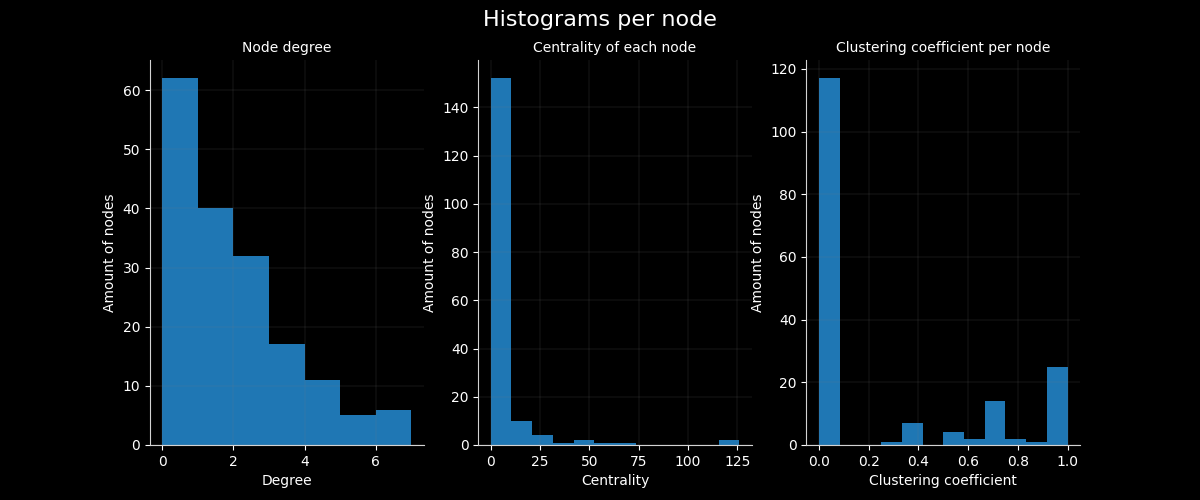 Histograms per node
Node degree
Amount of nodes
60
50
40
30
20
10
0
0 2 4 6
Degree
Centrality of each node
Amount of nodes
140
120
100
80
60
40
20
0
0 25 50 75 100 125
Centrality
Clustering coefficient per node
Amount of nodes
120
100
80
60
40
20
0
0.0 0.2 0.4 0.6 0.8 1.0
Clustering coefficient